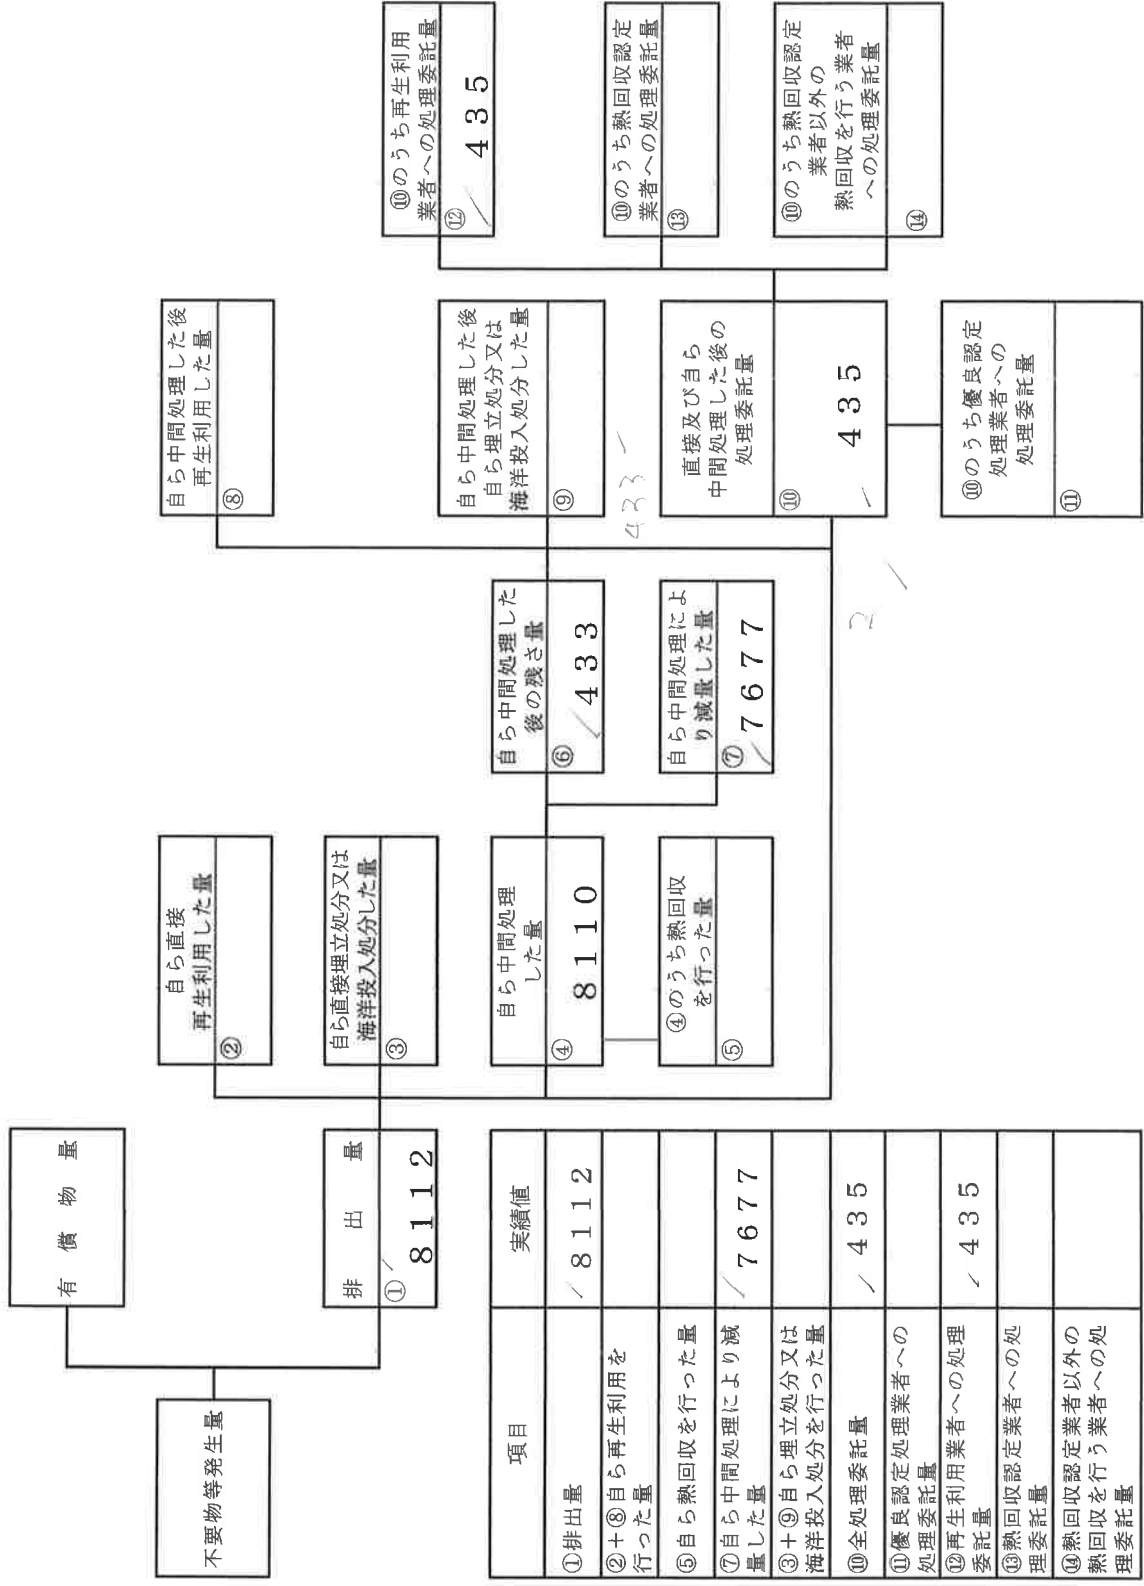 不要物等発生量
有償物量
排出量
①
8112
自ら直接
再生利用した量
②
自ら直接埋立処分又は
海洋投入処分した量
③
自ら中間処理
した量
④
8110
④のうち熱回収
を行った量
⑤
自ら中間処理した
後の残さ量
⑥
433
自ら中間処理によ
り減量した量
⑦
7677
自ら中間処理した後
再生利用した量
⑧
自ら中間処理した後
自ら埋立処分又は
海洋投入処分した量
⑨
433
直接及び自ら
中間処理した後の
処理委託量
⑩
435
2
⑩のうち優良認定
処理業者への
処理委託量
⑪
⑩のうち再生利用
業者への処理委託量
⑫
435
⑩のうち熱回収認定
業者への処理委託量
⑬
⑩のうち熱回収認定
業者以外の
熱回収を行う業者
への処理委託量
⑭
項目 実績値
①排出量 8112
②+⑧自ら再生利用を
行った量
⑤自ら熱回収を行った量
⑦自ら中間処理により減
量した量 7677
③+⑨自ら埋立処分又は
海洋投入処分を行った量
⑩全処理委託量 435
⑪優良認定処理業者への
処理委託量
⑫再生利用業者への処理
委託量 435
⑬熱回収認定業者への処
理委託量
⑭熱回収認定業者以外の
熱回収を行う業者への処
理委託量